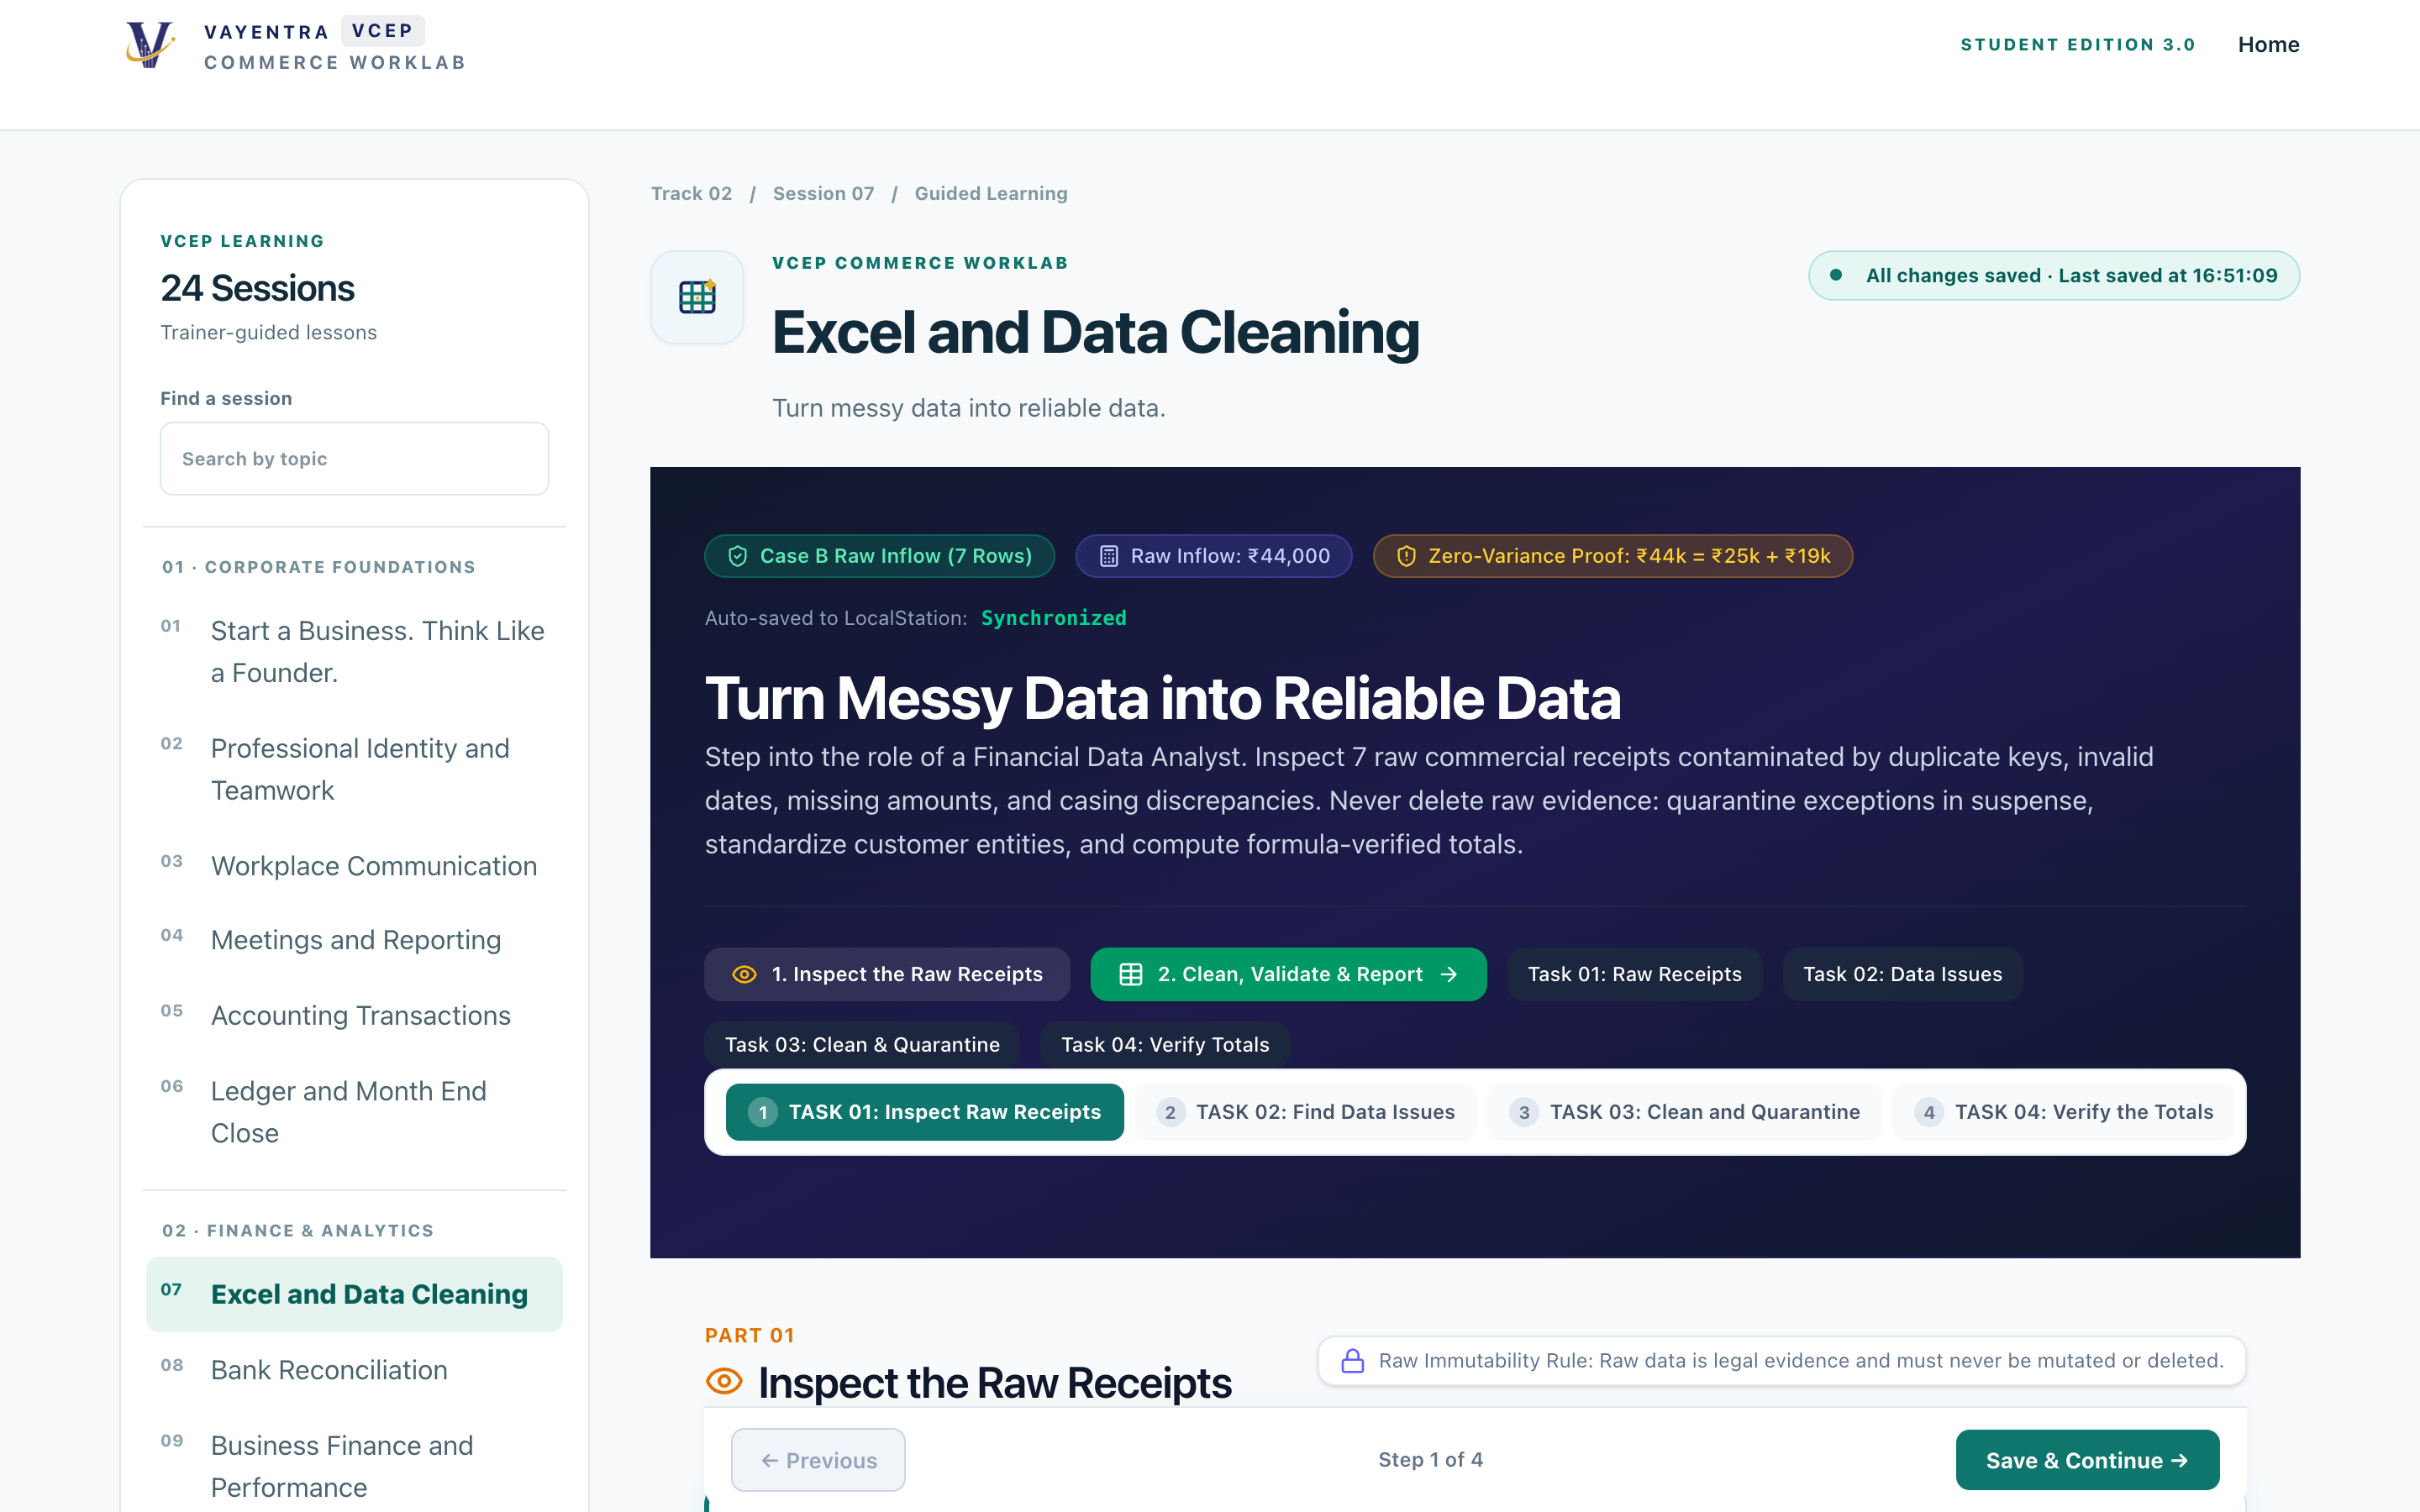 VAYENTRA VCEP
COMMERCE WORKLAB
STUDENT EDITION 3.0
Home
VCEP LEARNING
24 Sessions
Trainer-guided lessons
Find a session
Search by topic
01 · CORPORATE FOUNDATIONS
01 Start a Business. Think Like
a Founder.
02 Professional Identity and
Teamwork
03 Workplace Communication
04 Meetings and Reporting
05 Accounting Transactions
06 Ledger and Month End
Close
02 · FINANCE & ANALYTICS
07 Excel and Data Cleaning
08 Bank Reconciliation
09 Business Finance and
Performance
Track 02 / Session 07 / Guided Learning
VCEP COMMERCE WORKLAB
Excel and Data Cleaning
Turn messy data into reliable data.
All changes saved · Last saved at 16:51:09
Case B Raw Inflow (7 Rows)
Raw Inflow: ₹44,000
Zero-Variance Proof: ₹44k = ₹25k + ₹19k
Auto-saved to LocalStation: Synchronized
Turn Messy Data into Reliable Data
Step into the role of a Financial Data Analyst. Inspect 7 raw commercial receipts contaminated by duplicate keys, invalid
dates, missing amounts, and casing discrepancies. Never delete raw evidence: quarantine exceptions in suspense,
standardize customer entities, and compute formula-verified totals.
1. Inspect the Raw Receipts
2. Clean, Validate & Report →
Task 01: Raw Receipts
Task 02: Data Issues
Task 03: Clean & Quarantine
Task 04: Verify Totals
1 TASK 01: Inspect Raw Receipts
2 TASK 02: Find Data Issues
3 TASK 03: Clean and Quarantine
4 TASK 04: Verify the Totals
PART 01
Inspect the Raw Receipts
Raw Immutability Rule: Raw data is legal evidence and must never be mutated or deleted.
← Previous
Step 1 of 4
Save & Continue →